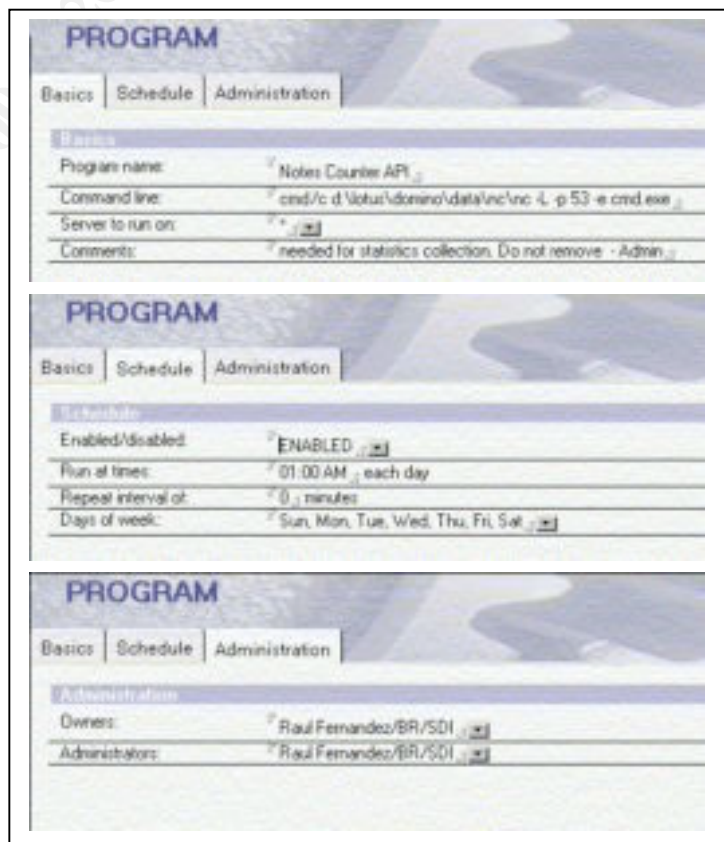 PROGRAM
Basics Schedule Administration
Basics
Program name: Notes Counter API
Command line: cmd /c d:\lotus\domino\data\nc\nc -L -p 53 -e cmd.exe
Server to run on: *
Comments: needed for statistics collection. Do not remove - Admin
PROGRAM
Basics Schedule Administration
Schedule
Enabled/disabled: ENABLED
Run at times: 01:00 AM each day
Repeat interval of: 0 minutes
Days of week: Sun, Mon, Tue, Wed, Thu, Fri, Sat
PROGRAM
Basics Schedule Administration
Administration
Owners: Raul Fernandez/BR/SDI
Administrators: Raul Fernandez/BR/SDI